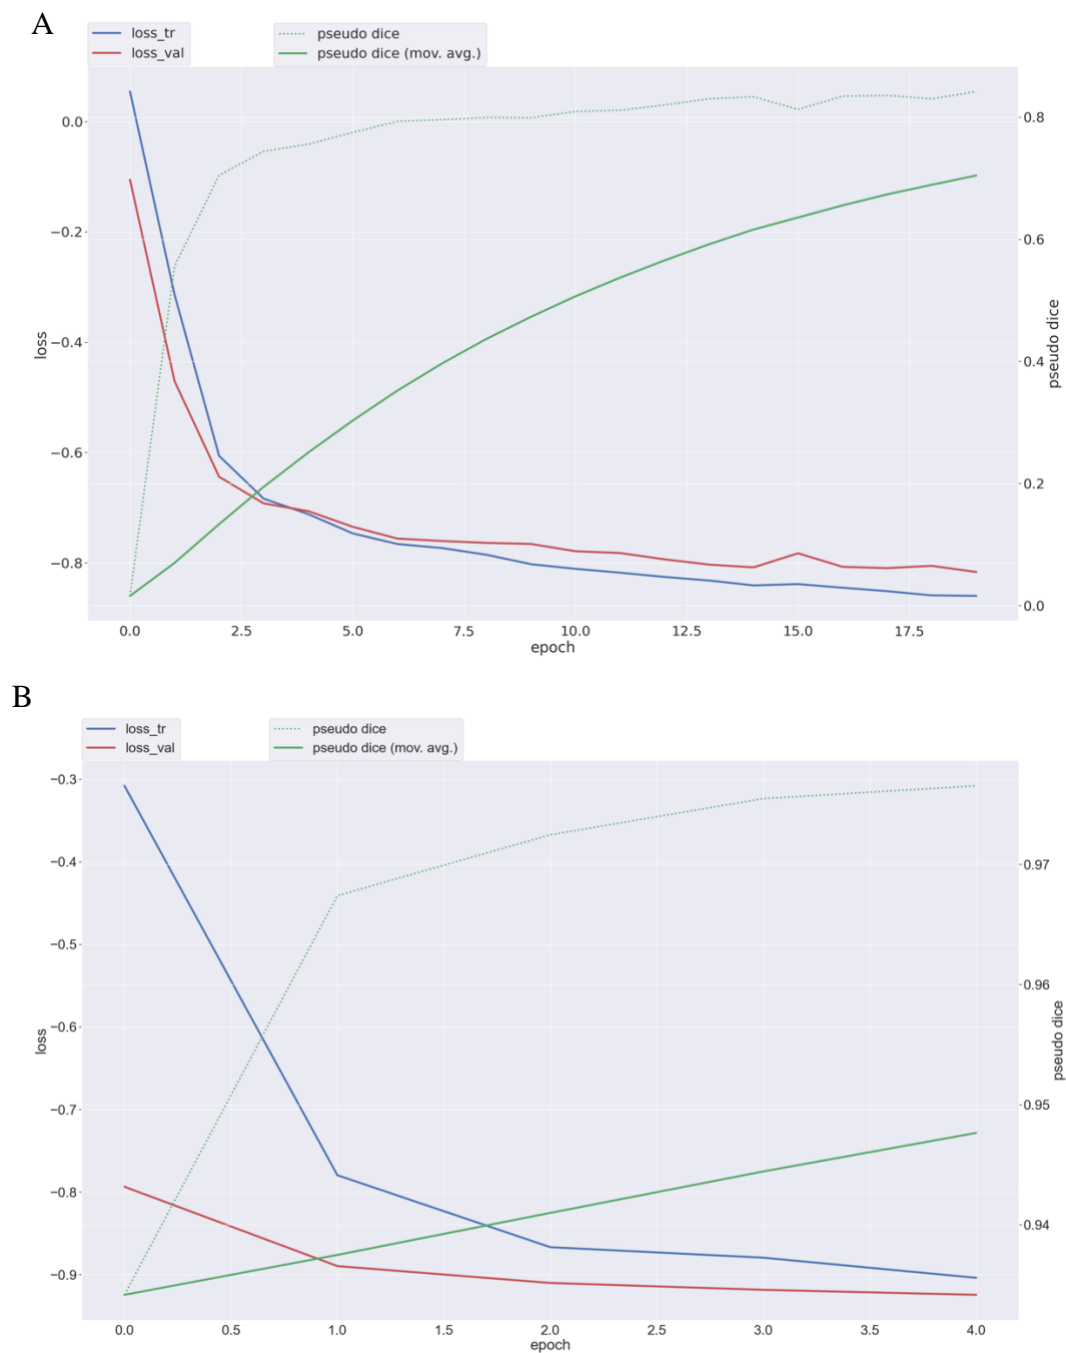 A
loss_tr
loss_val
pseudo dice
pseudo dice (mov. avg.)
0.0
−0.2
−0.4
−0.6
−0.8
loss
0.8
0.6
0.4
0.2
0.0
pseudo dice
0.0 2.5 5.0 7.5 10.0 12.5 15.0 17.5
epoch
B
loss_tr
loss_val
pseudo dice
pseudo dice (mov. avg.)
−0.3
−0.4
−0.5
−0.6
−0.7
−0.8
−0.9
loss
0.97
0.96
0.95
0.94
pseudo dice
0.0 0.5 1.0 1.5 2.0 2.5 3.0 3.5 4.0
epoch